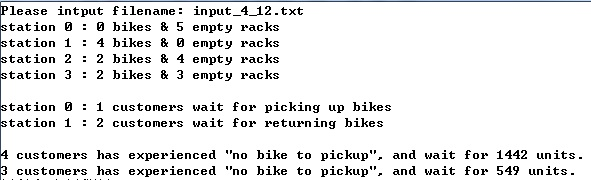 Please intput filename: input_4_12.txt
station 0 : 0 bikes & 5 empty racks
station 1 : 4 bikes & 0 empty racks
station 2 : 2 bikes & 4 empty racks
station 3 : 2 bikes & 3 empty racks
station 0 : 1 customers wait for picking up bikes
station 1 : 2 customers wait for returning bikes
4 customers has experienced "no bike to pickup", and wait for 1442 units.
3 customers has experienced "no bike to pickup", and wait for 549 units.